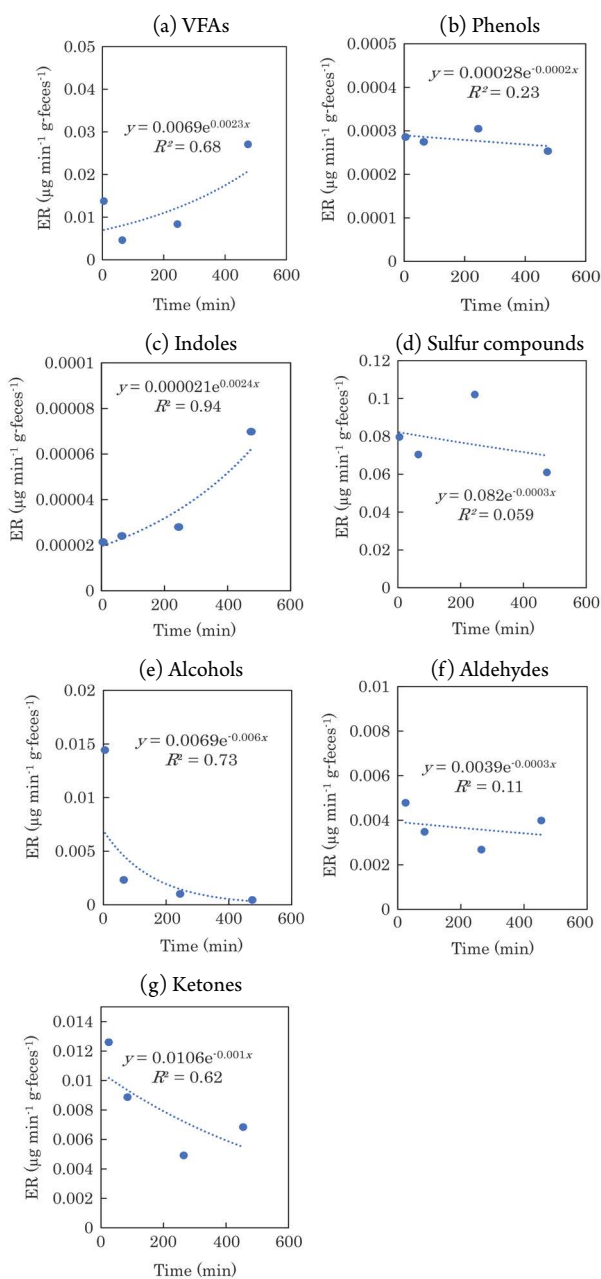 (a) VFAs
0.05
0.04
0.03
0.02
0.01
0
ER (µg min-1 g-feces-1)
y = 0.0069e0.0023x
R² = 0.68
0 200 400 600
Time (min)
(b) Phenols
0.0005
0.0004
0.0003
0.0002
0.0001
0
ER (µg min-1 g-feces-1)
y = 0.00028e-0.0002x
R² = 0.23
0 200 400 600
Time (min)
(c) Indoles
0.0001
0.00008
0.00006
0.00004
0.00002
0
ER (µg min-1 g-feces-1)
y = 0.000021e0.0024x
R² = 0.94
0 200 400 600
Time (min)
(d) Sulfur compounds
0.12
0.1
0.08
0.06
0.04
0.02
0
ER (µg min-1 g-feces-1)
y = 0.082e-0.0003x
R² = 0.059
0 200 400 600
Time (min)
(e) Alcohols
0.02
0.015
0.01
0.005
0
ER (µg min-1 g-feces-1)
y = 0.0069e-0.006x
R² = 0.73
0 200 400 600
Time (min)
(f) Aldehydes
0.01
0.008
0.006
0.004
0.002
0
ER (µg min-1 g-feces-1)
y = 0.0039e-0.0003x
R² = 0.11
0 200 400 600
Time (min)
(g) Ketones
0.014
0.012
0.01
0.008
0.006
0.004
0.002
0
ER (µg min-1 g-feces-1)
y = 0.0106e-0.001x
R² = 0.62
0 200 400 600
Time (min)